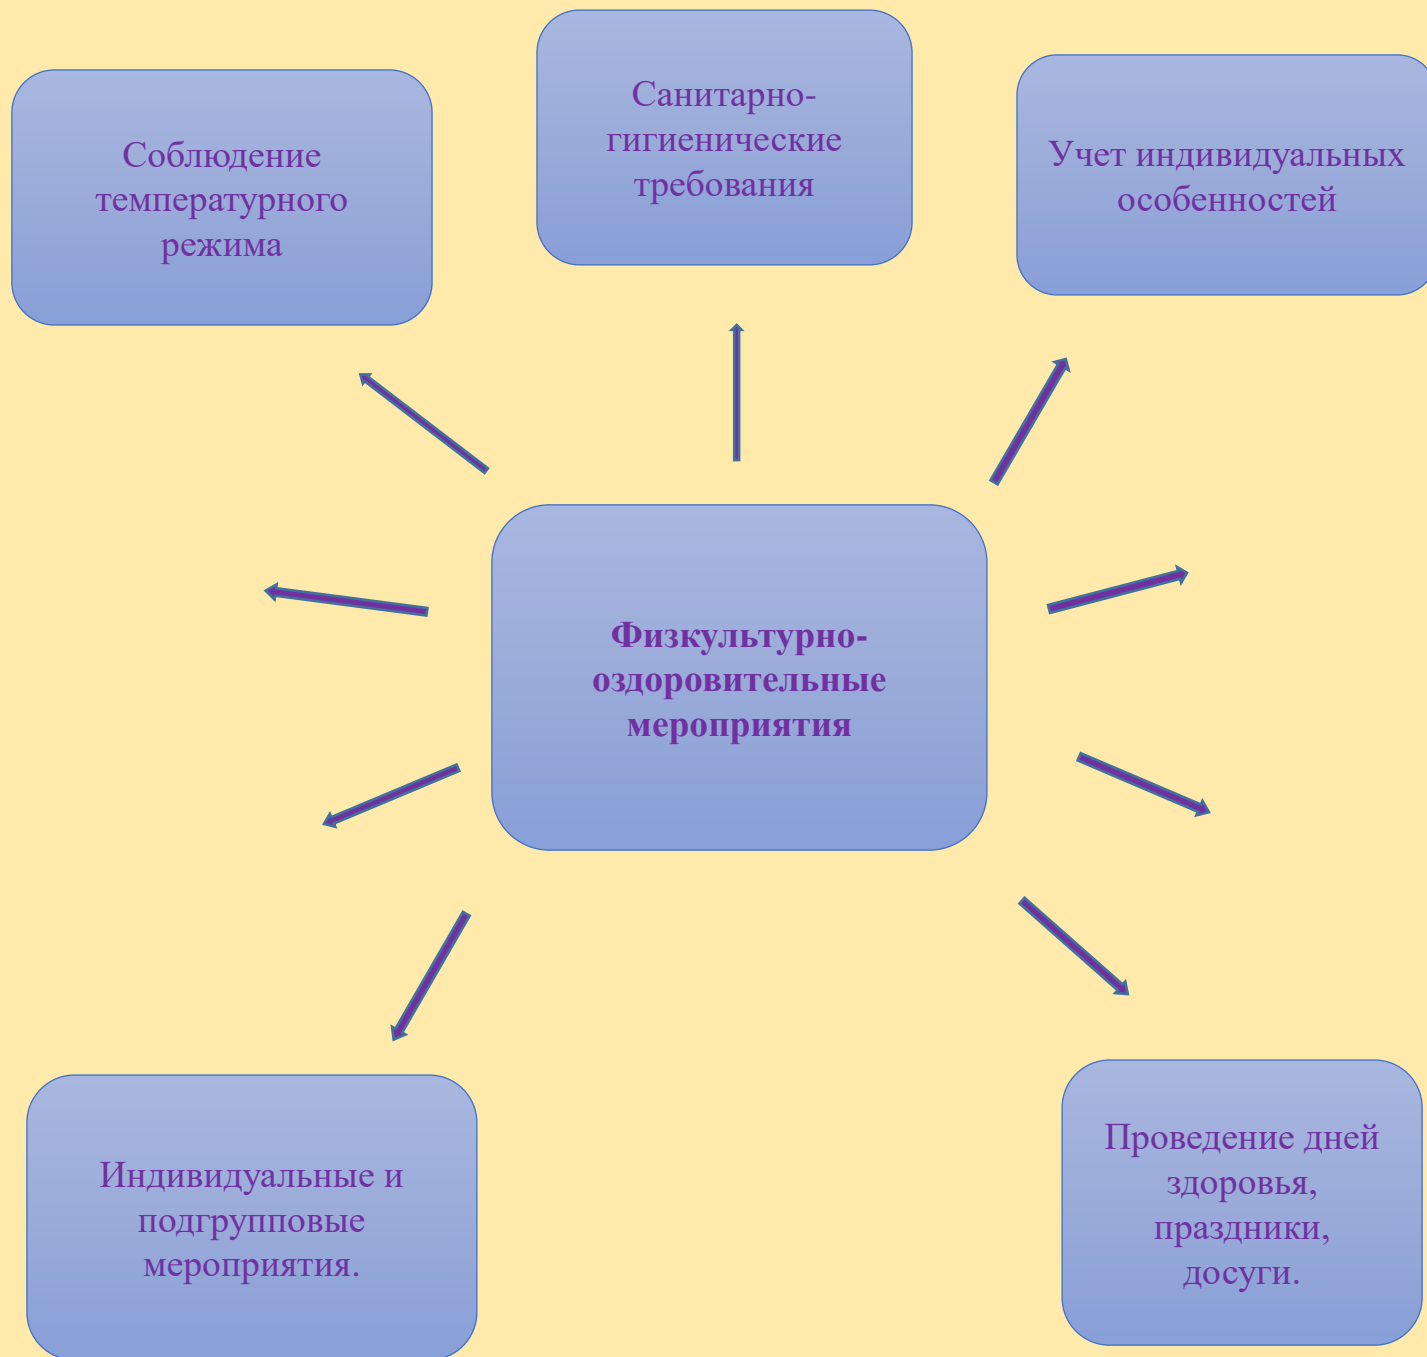 Соблюдение
температурного
режима
Санитарно-
гигиенические
требования
Учет индивидуальных
особенностей
Физкультурно-
оздоровительные
мероприятия
Индивидуальные и
подгрупповые
мероприятия.
Проведение дней
здоровья,
праздники,
досуги.